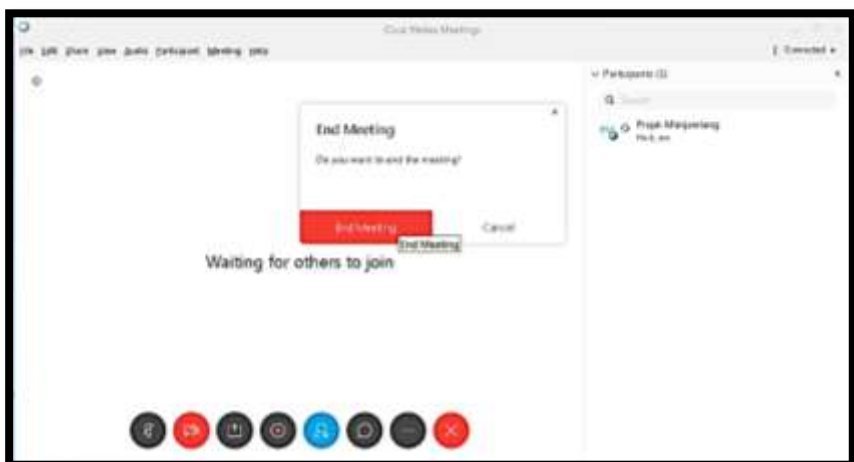 Cisco Webex Meetings
File Edit Share View Audio Participant Meeting Help
Connected
Participants (1)
Search
End Meeting
Do you want to end the meeting?
End Meeting
Cancel
End Meeting
Waiting for others to join